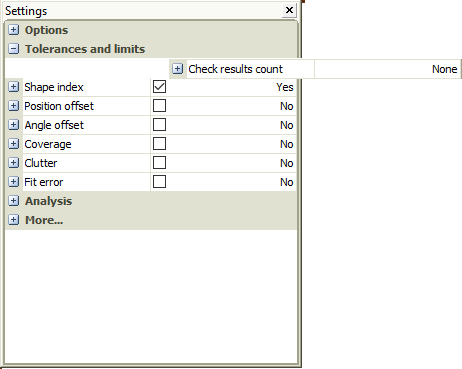 Settings
Options
Tolerances and limits
Check results count None
Shape index Yes
Position offset No
Angle offset No
Coverage No
Clutter No
Fit error No
Analysis
More...